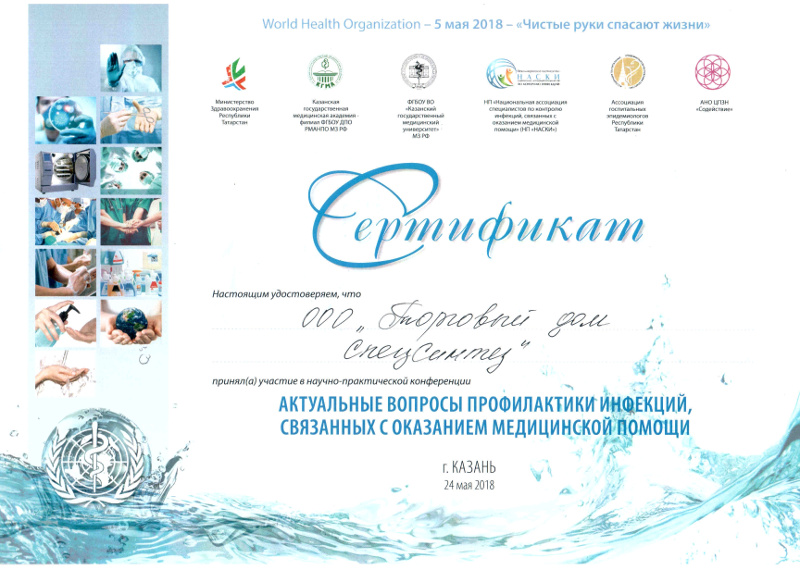 World Health Organization – 5 мая 2018 – «Чистые руки спасают жизни»
Министерство
Здравоохранения
Республики
Татарстан
КГМА
Казанская
государственная
медицинская академия -
филиал ФГБОУ ДПО
РМАНПО МЗ РФ
ФГБОУ ВО
«Казанский
государственный
медицинский
университет»
МЗ РФ
НАСКИ
НП «Национальная ассоциация
специалистов по контролю
инфекций, связанных с
оказанием медицинской
помощи» (НП «НАСКИ»)
Ассоциация
госпитальных
эпидемиологов
Республики
Татарстан
АНО ЦПЭН
«Содействие»
Сертификат
Настоящим удостоверяем, что
ООО „Торговый дом
СпецСинтез"
принял(а) участие в научно-практической конференции
АКТУАЛЬНЫЕ ВОПРОСЫ ПРОФИЛАКТИКИ ИНФЕКЦИЙ,
СВЯЗАННЫХ С ОКАЗАНИЕМ МЕДИЦИНСКОЙ ПОМОЩИ
г. КАЗАНЬ
24 мая 2018